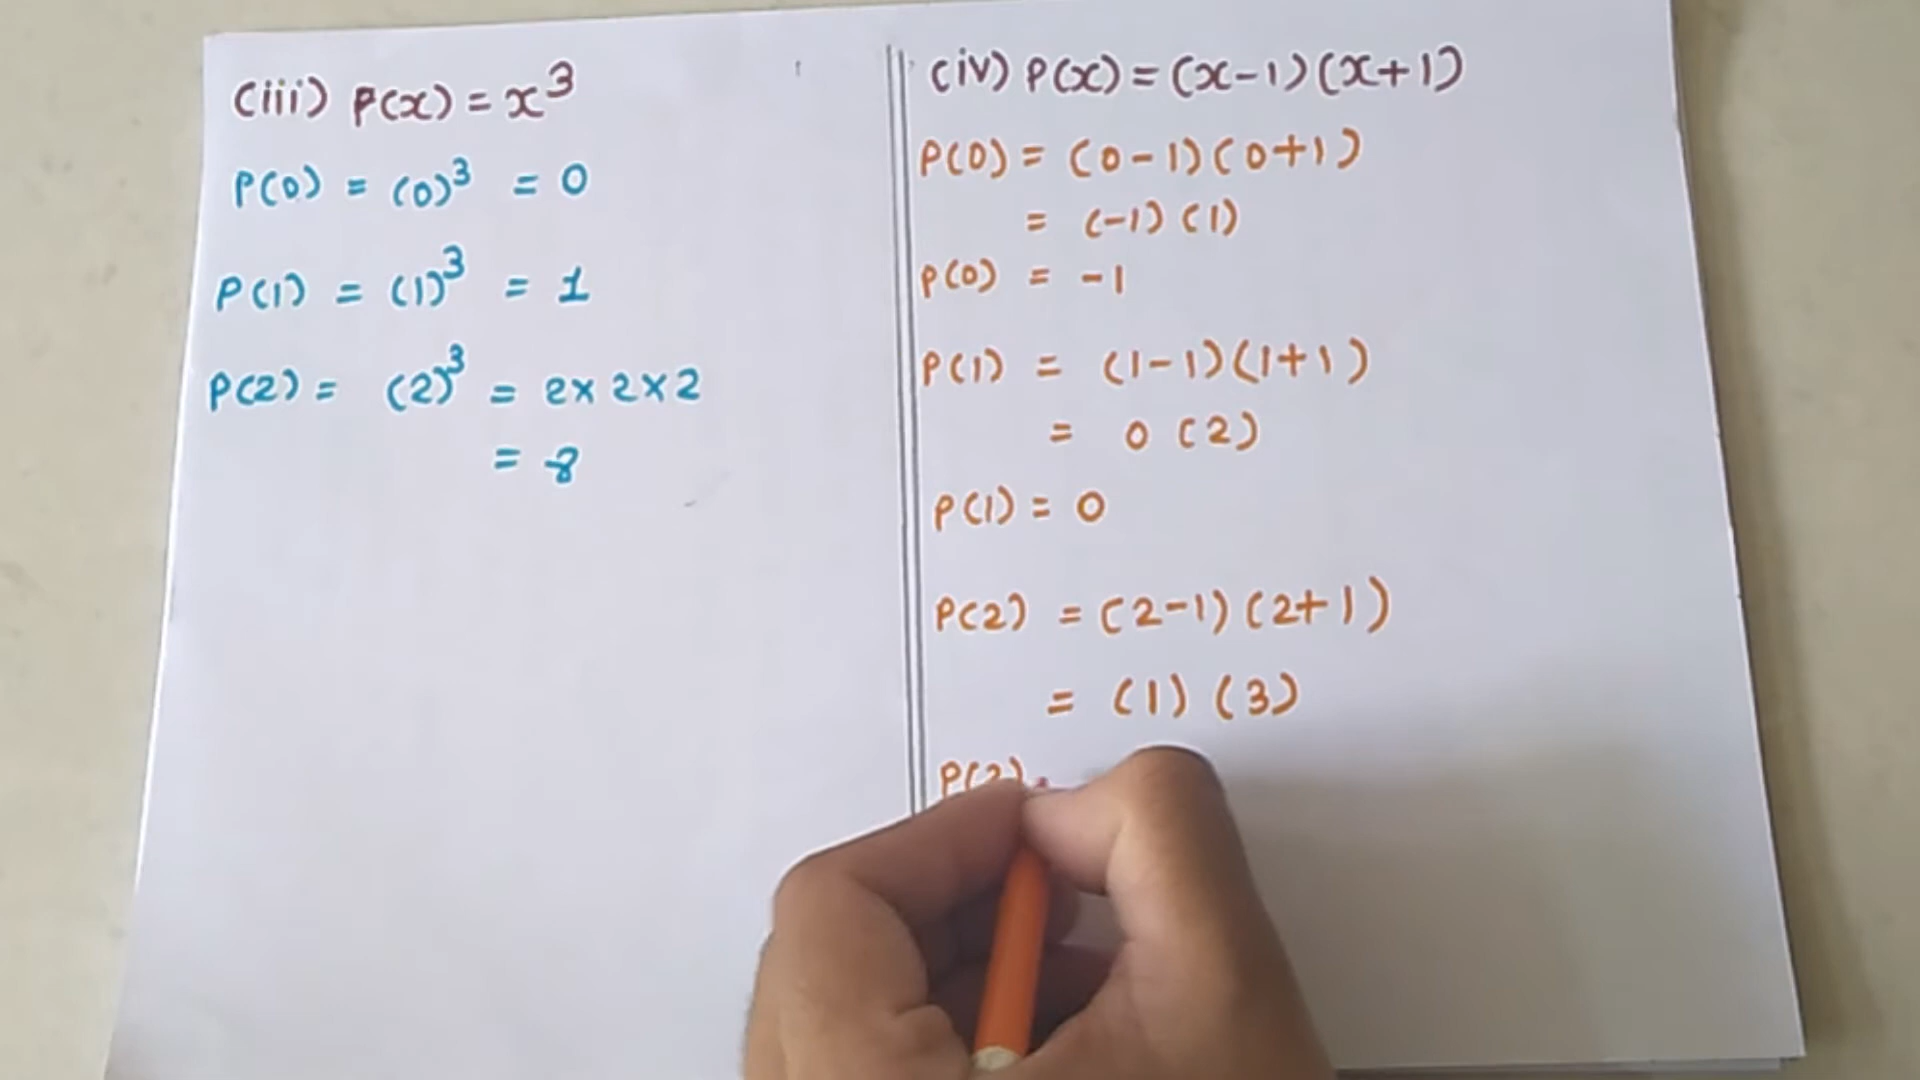 (iii) P(x) = x³
P(0) = (0)³ = 0
P(1) = (1)³ = 1
P(2) = (2)³ = 2 × 2 × 2
= 8
(iv) P(x) = (x-1)(x+1)
P(0) = (0-1)(0+1)
= (-1) (1)
P(0) = -1
P(1) = (1-1)(1+1)
= 0 (2)
P(1) = 0
P(2) = (2-1) (2+1)
= (1) (3)
P(2)